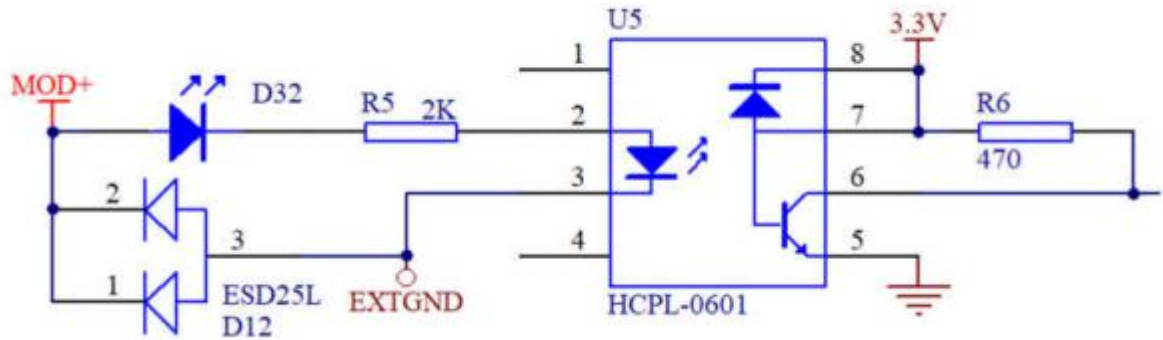 U5
3.3V
MOD+
D32
R5
2K
1
2
3
4
8
7
6
5
R6
470
2
1
3
ESD25L
D12
EXTGND
HCPL-0601